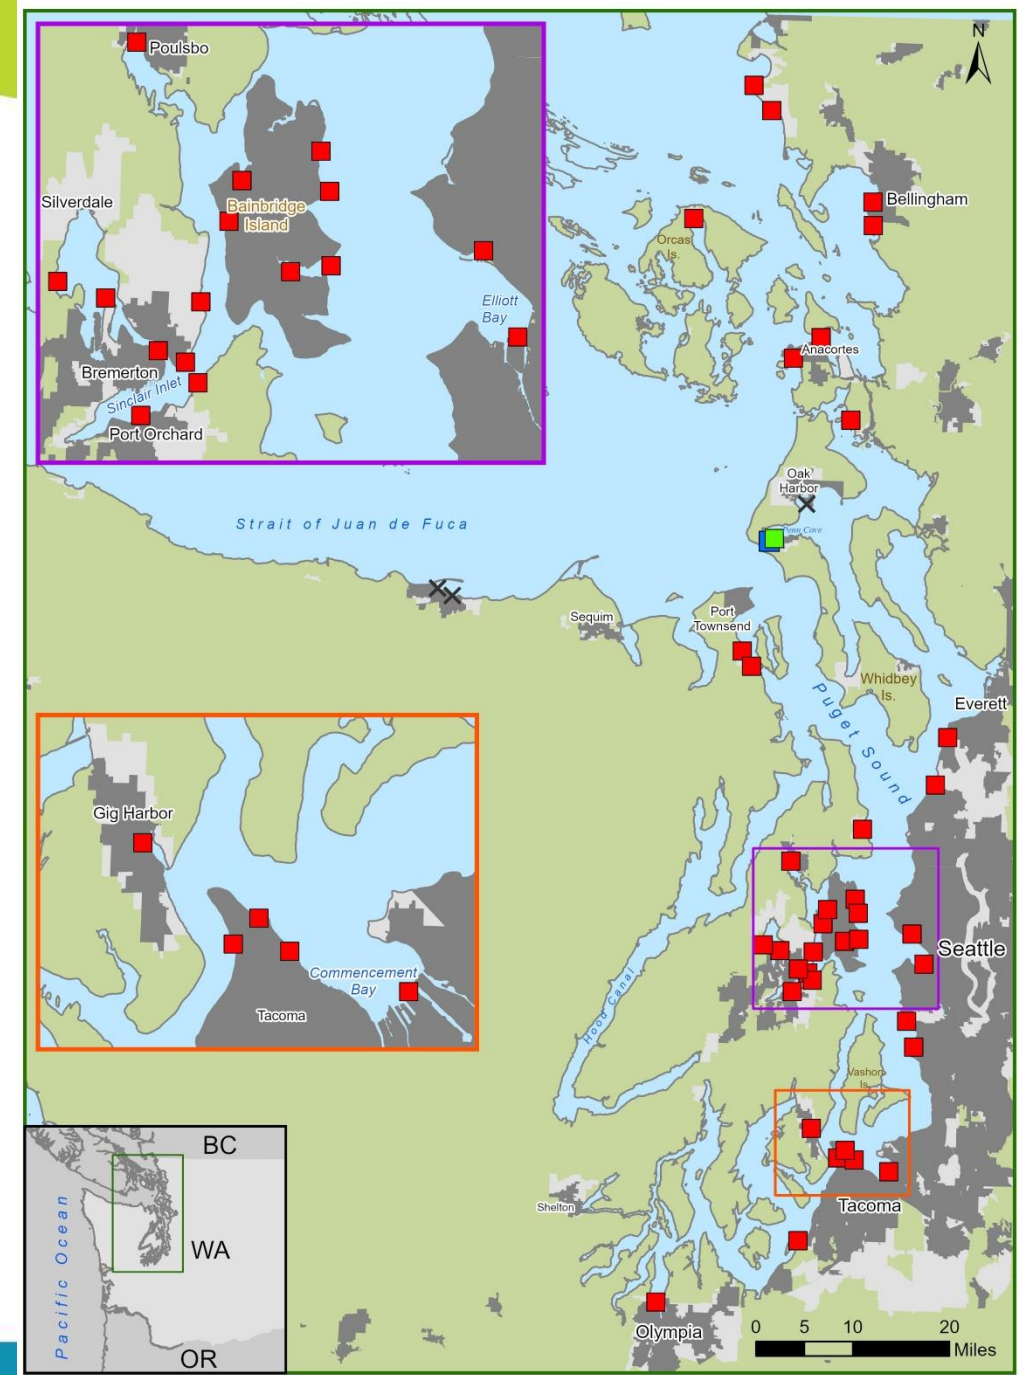 Poulsbo
Silverdale
Bainbridge
Island
Elliott
Bay
Bremerton
Sinclair Inlet
Port Orchard
N
Bellingham
Orcas
Is.
Anacortes
Oak
Harbor
Penn Cove
Strait of Juan de Fuca
Sequim
Port
Townsend
Whidbey
Is.
Everett
Puget Sound
Gig Harbor
Commencement
Bay
Tacoma
Seattle
Hood Canal
Vashon
Is.
Shelton
Tacoma
Olympia
BC
WA
OR
Pacific Ocean
0 5 10 20
Miles